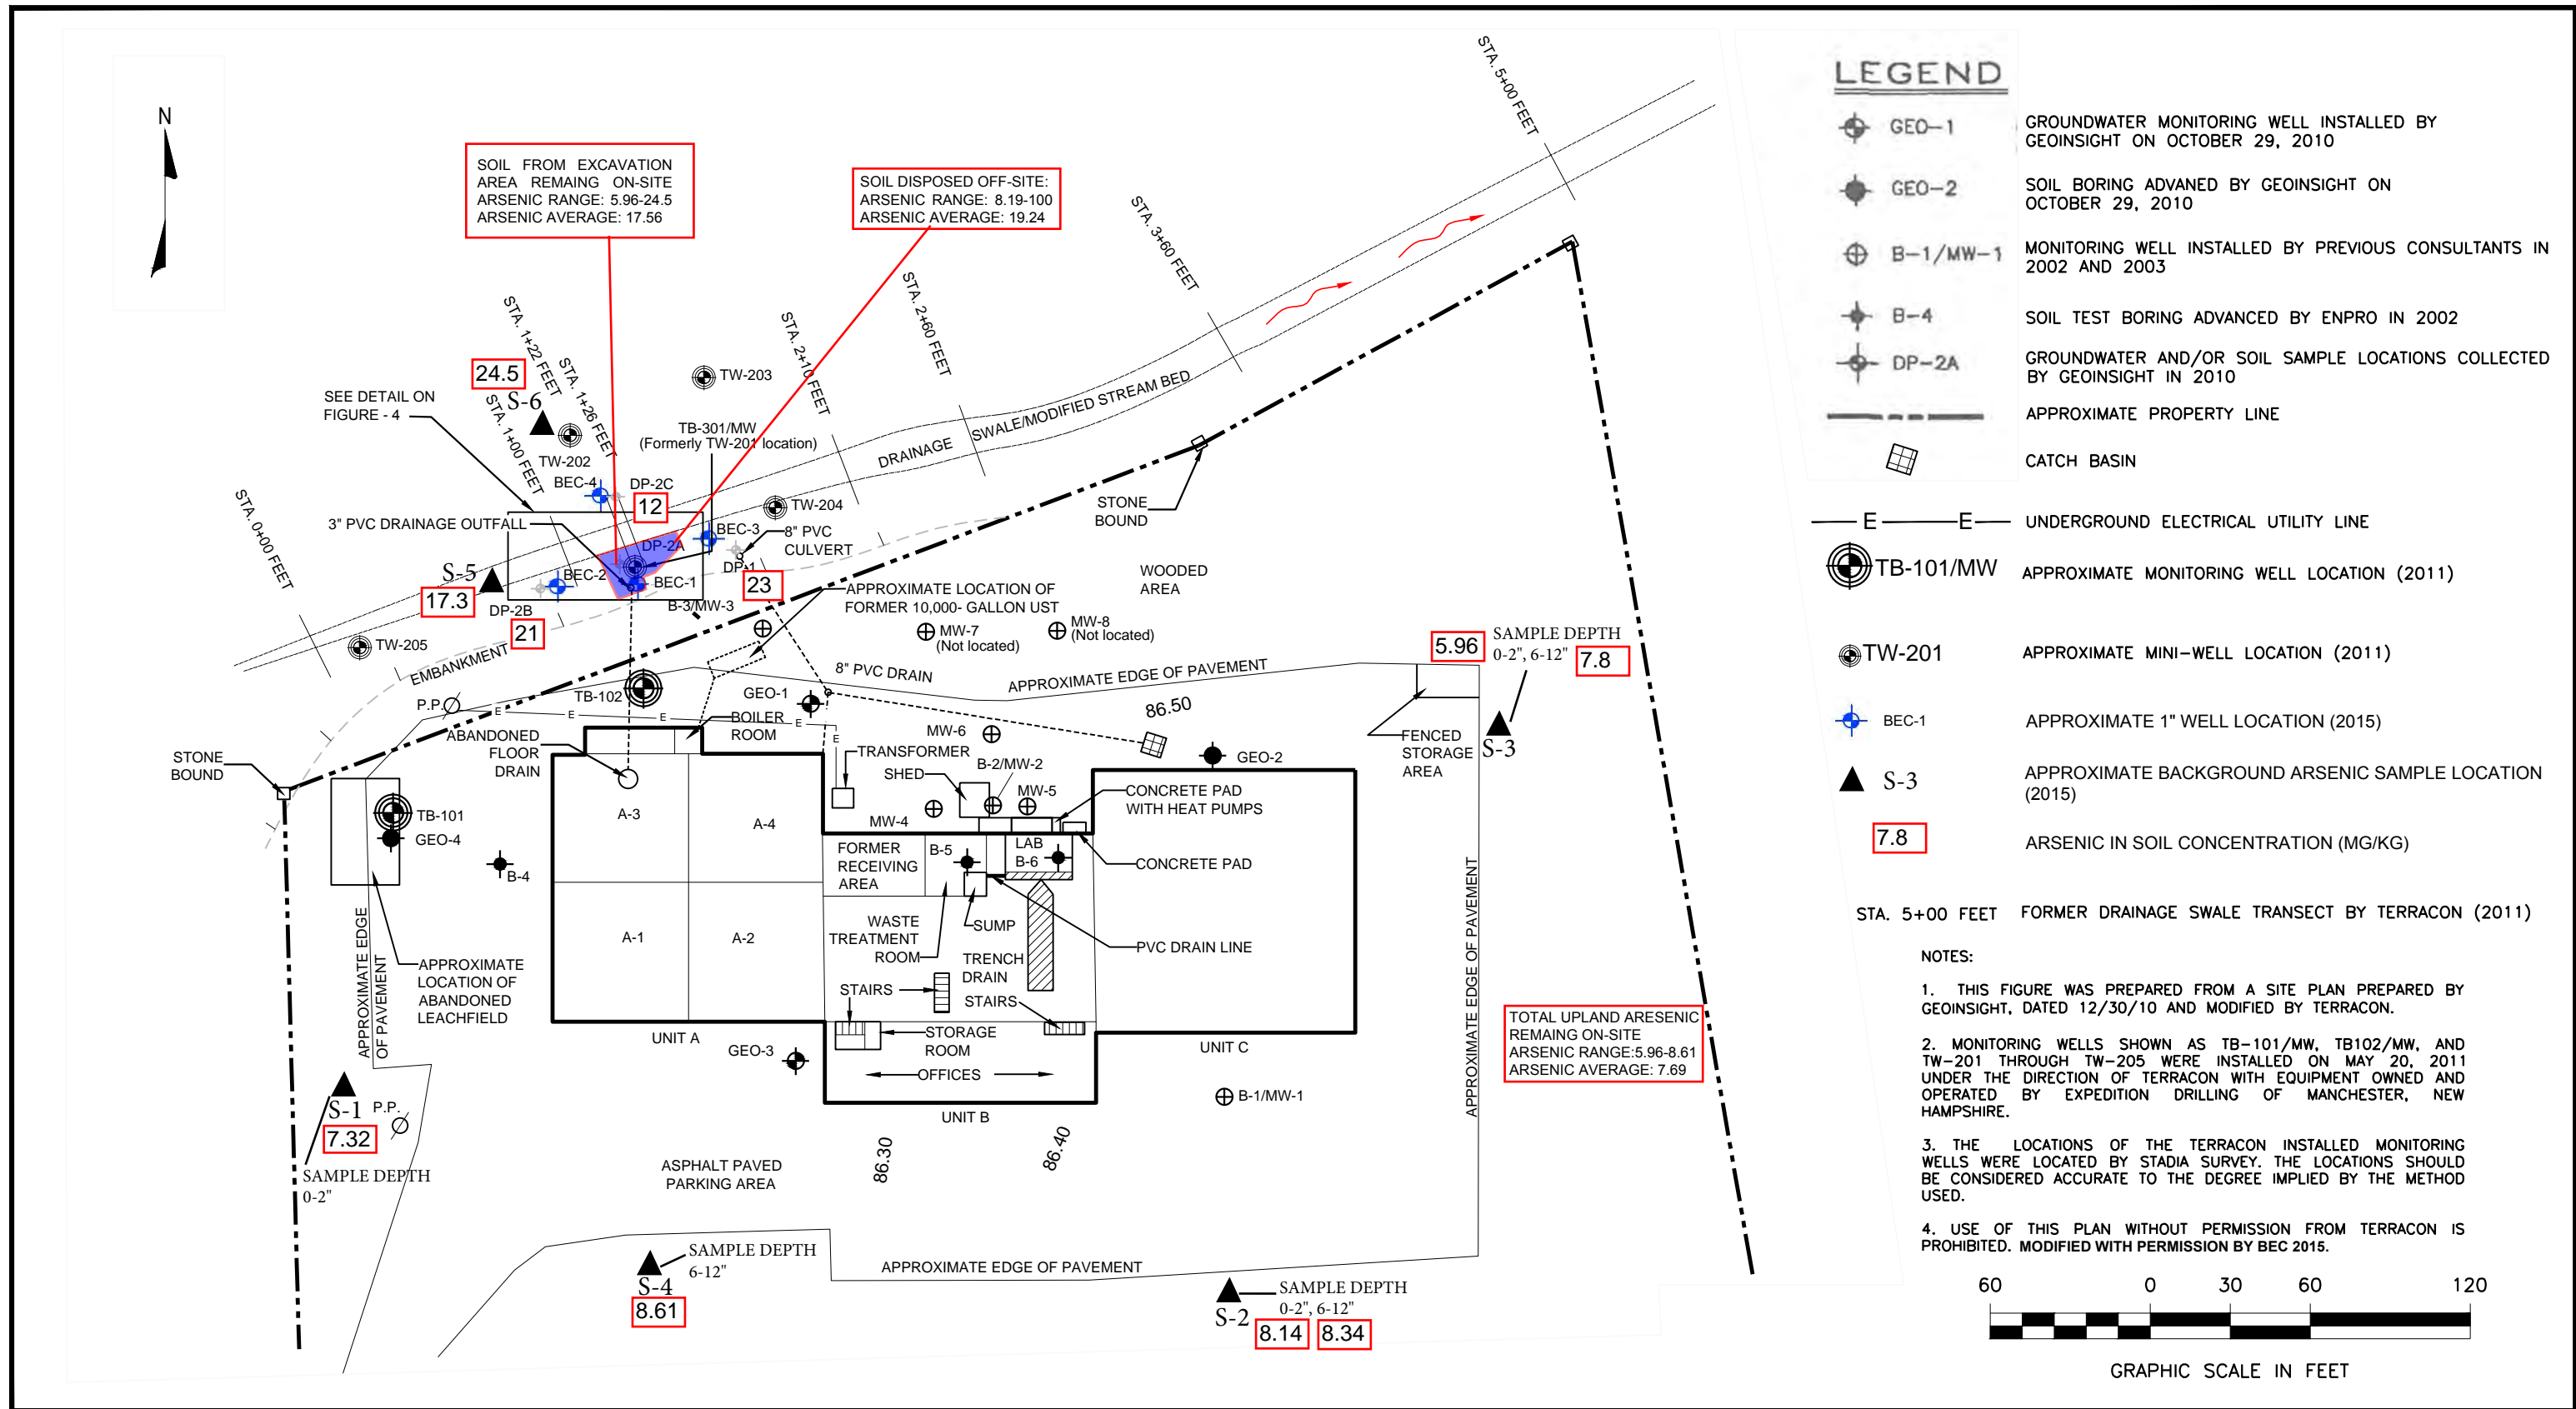 N
SOIL FROM EXCAVATION
AREA REMAING ON-SITE
ARSENIC RANGE: 5.96-24.5
ARSENIC AVERAGE: 17.56
SOIL DISPOSED OFF-SITE:
ARSENIC RANGE: 8.19-100
ARSENIC AVERAGE: 19.24
STA. 5+00 FEET
STA. 3+60 FEET
STA. 2+60 FEET
STA. 2+10 FEET
STA. 1+22 FEET
STA. 1+26 FEET
STA. 1+00 FEET
STA. 0+00 FEET
24.5
S-6
TW-203
SEE DETAIL ON
FIGURE - 4
TB-301/MW
(Formerly TW-201 location)
TW-202
DRAINAGE SWALE/MODIFIED STREAM BED
BEC-4
DP-2C
12
TW-204
3" PVC DRAINAGE OUTFALL
BEC-3
8" PVC
CULVERT
DP-2A
STONE
BOUND
S-5
17.3
BEC-2
BEC-1
DP-1
23
DP-2B
21
B-3/MW-3
APPROXIMATE LOCATION OF
FORMER 10,000- GALLON UST
WOODED
AREA
MW-7
(Not located)
MW-8
(Not located)
TW-205
EMBANKMENT
5.96
SAMPLE DEPTH
0-2", 6-12"
7.8
8" PVC DRAIN
APPROXIMATE EDGE OF PAVEMENT
TB-102
GEO-1
P.P.
E
E
E
E
E
BOILER
ROOM
86.50
ABANDONED
FLOOR
DRAIN
MW-6
TRANSFORMER
SHED
B-2/MW-2
GEO-2
FENCED
STORAGE
AREA
S-3
STONE
BOUND
MW-5
CONCRETE PAD
WITH HEAT PUMPS
TB-101
GEO-4
A-3
A-4
MW-4
B-4
FORMER
RECEIVING
AREA
B-5
LAB
B-6
CONCRETE PAD
WASTE
TREATMENT
ROOM
SUMP
A-1
A-2
PVC DRAIN LINE
TRENCH
DRAIN
APPROXIMATE EDGE
OF PAVEMENT
APPROXIMATE
LOCATION OF
ABANDONED
LEACHFIELD
STAIRS
STAIRS
APPROXIMATE EDGE OF PAVEMENT
UNIT A
STORAGE
ROOM
UNIT C
GEO-3
OFFICES
TOTAL UPLAND ARESENIC
REMAING ON-SITE
ARSENIC RANGE:5.96-8.61
ARSENIC AVERAGE: 7.69
B-1/MW-1
UNIT B
S-1
P.P.
7.32
SAMPLE DEPTH
0-2"
86.30
86.40
ASPHALT PAVED
PARKING AREA
SAMPLE DEPTH
6-12"
S-4
8.61
APPROXIMATE EDGE OF PAVEMENT
SAMPLE DEPTH
0-2", 6-12"
S-2
8.14
8.34
LEGEND
GEO-1
GROUNDWATER MONITORING WELL INSTALLED BY
GEOINSIGHT ON OCTOBER 29, 2010
GEO-2
SOIL BORING ADVANED BY GEOINSIGHT ON
OCTOBER 29, 2010
B-1/MW-1
MONITORING WELL INSTALLED BY PREVIOUS CONSULTANTS IN
2002 AND 2003
B-4
SOIL TEST BORING ADVANCED BY ENPRO IN 2002
DP-2A
GROUNDWATER AND/OR SOIL SAMPLE LOCATIONS COLLECTED
BY GEOINSIGHT IN 2010
APPROXIMATE PROPERTY LINE
CATCH BASIN
E E
UNDERGROUND ELECTRICAL UTILITY LINE
TB-101/MW
APPROXIMATE MONITORING WELL LOCATION (2011)
TW-201
APPROXIMATE MINI-WELL LOCATION (2011)
BEC-1
APPROXIMATE 1" WELL LOCATION (2015)
S-3
APPROXIMATE BACKGROUND ARSENIC SAMPLE LOCATION
(2015)
7.8
ARSENIC IN SOIL CONCENTRATION (MG/KG)
STA. 5+00 FEET
FORMER DRAINAGE SWALE TRANSECT BY TERRACON (2011)
NOTES:
1. THIS FIGURE WAS PREPARED FROM A SITE PLAN PREPARED BY
GEOINSIGHT, DATED 12/30/10 AND MODIFIED BY TERRACON.
2. MONITORING WELLS SHOWN AS TB-101/MW, TB102/MW, AND
TW-201 THROUGH TW-205 WERE INSTALLED ON MAY 20, 2011
UNDER THE DIRECTION OF TERRACON WITH EQUIPMENT OWNED AND
OPERATED BY EXPEDITION DRILLING OF MANCHESTER, NEW
HAMPSHIRE.
3. THE LOCATIONS OF THE TERRACON INSTALLED MONITORING
WELLS WERE LOCATED BY STADIA SURVEY. THE LOCATIONS SHOULD
BE CONSIDERED ACCURATE TO THE DEGREE IMPLIED BY THE METHOD
USED.
4. USE OF THIS PLAN WITHOUT PERMISSION FROM TERRACON IS
PROHIBITED. MODIFIED WITH PERMISSION BY BEC 2015.
60 0 30 60 120
GRAPHIC SCALE IN FEET